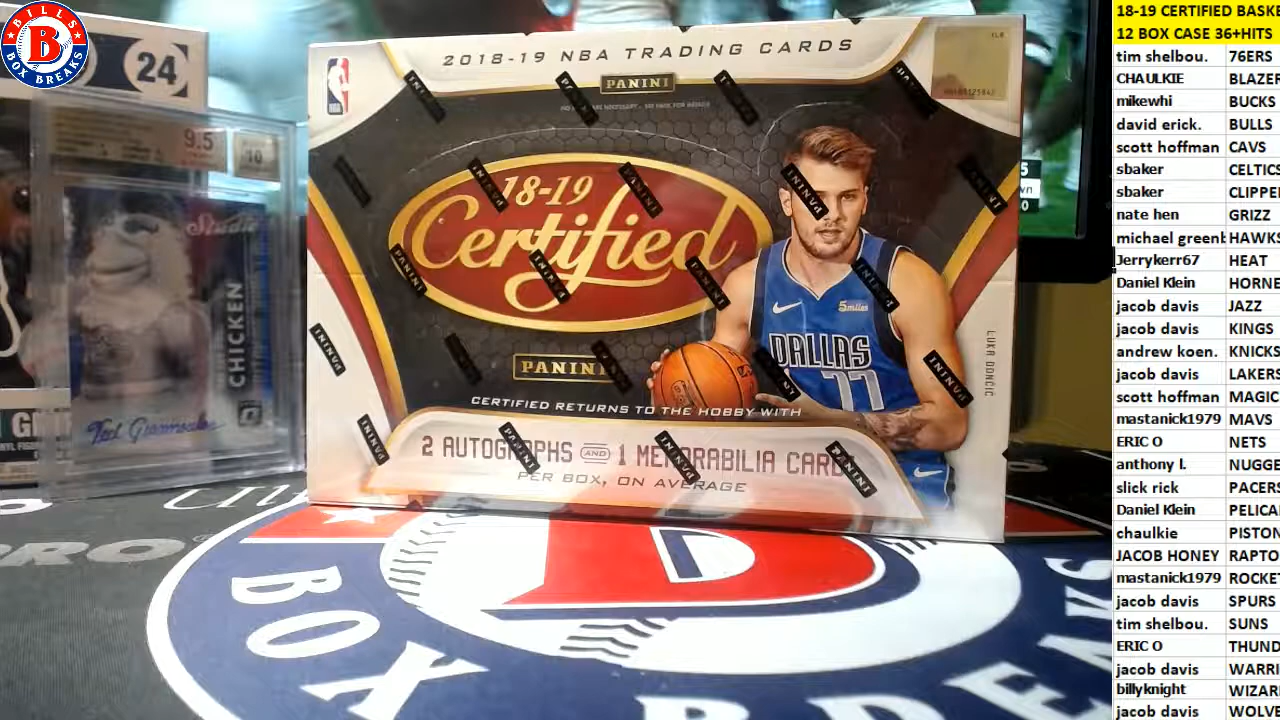 BILLS
B
BOX BREAKS
24
9.5
10
Studio
CHICKEN
2018-19 NBA TRADING CARDS
PANINI
18-19
Certified
PANINI
CERTIFIED RETURNS TO THE HOBBY WITH
2 AUTOGRAPHS AND 1 MEMORABILIA CARD
PER BOX, ON AVERAGE
5miles
DALLAS
77
LUKA DONČIĆ
BOX BREAKS
18-19 CERTIFIED BASKE
12 BOX CASE 36+HITS
tim shelbou. 76ERS
CHAULKIE BLAZER
mikewhi BUCKS
david erick. BULLS
scott hoffman CAVS
sbaker CELTICS
sbaker CLIPPE
nate hen GRIZZ
michael greenb HAWKS
Jerrykerr67 HEAT
Daniel Klein HORNE
jacob davis JAZZ
jacob davis KINGS
andrew koen. KNICKS
jacob davis LAKERS
scott hoffman MAGIC
mastanick1979 MAVS
ERIC O NETS
anthony l. NUGGE
slick rick PACERS
Daniel Klein PELICA
chaulkie PISTON
JACOB HONEY RAPTO
mastanick1979 ROCKET
jacob davis SPURS
tim shelbou. SUNS
ERIC O THUND
jacob davis WARRI
billyknight WIZAR
jacob davis WOLVE